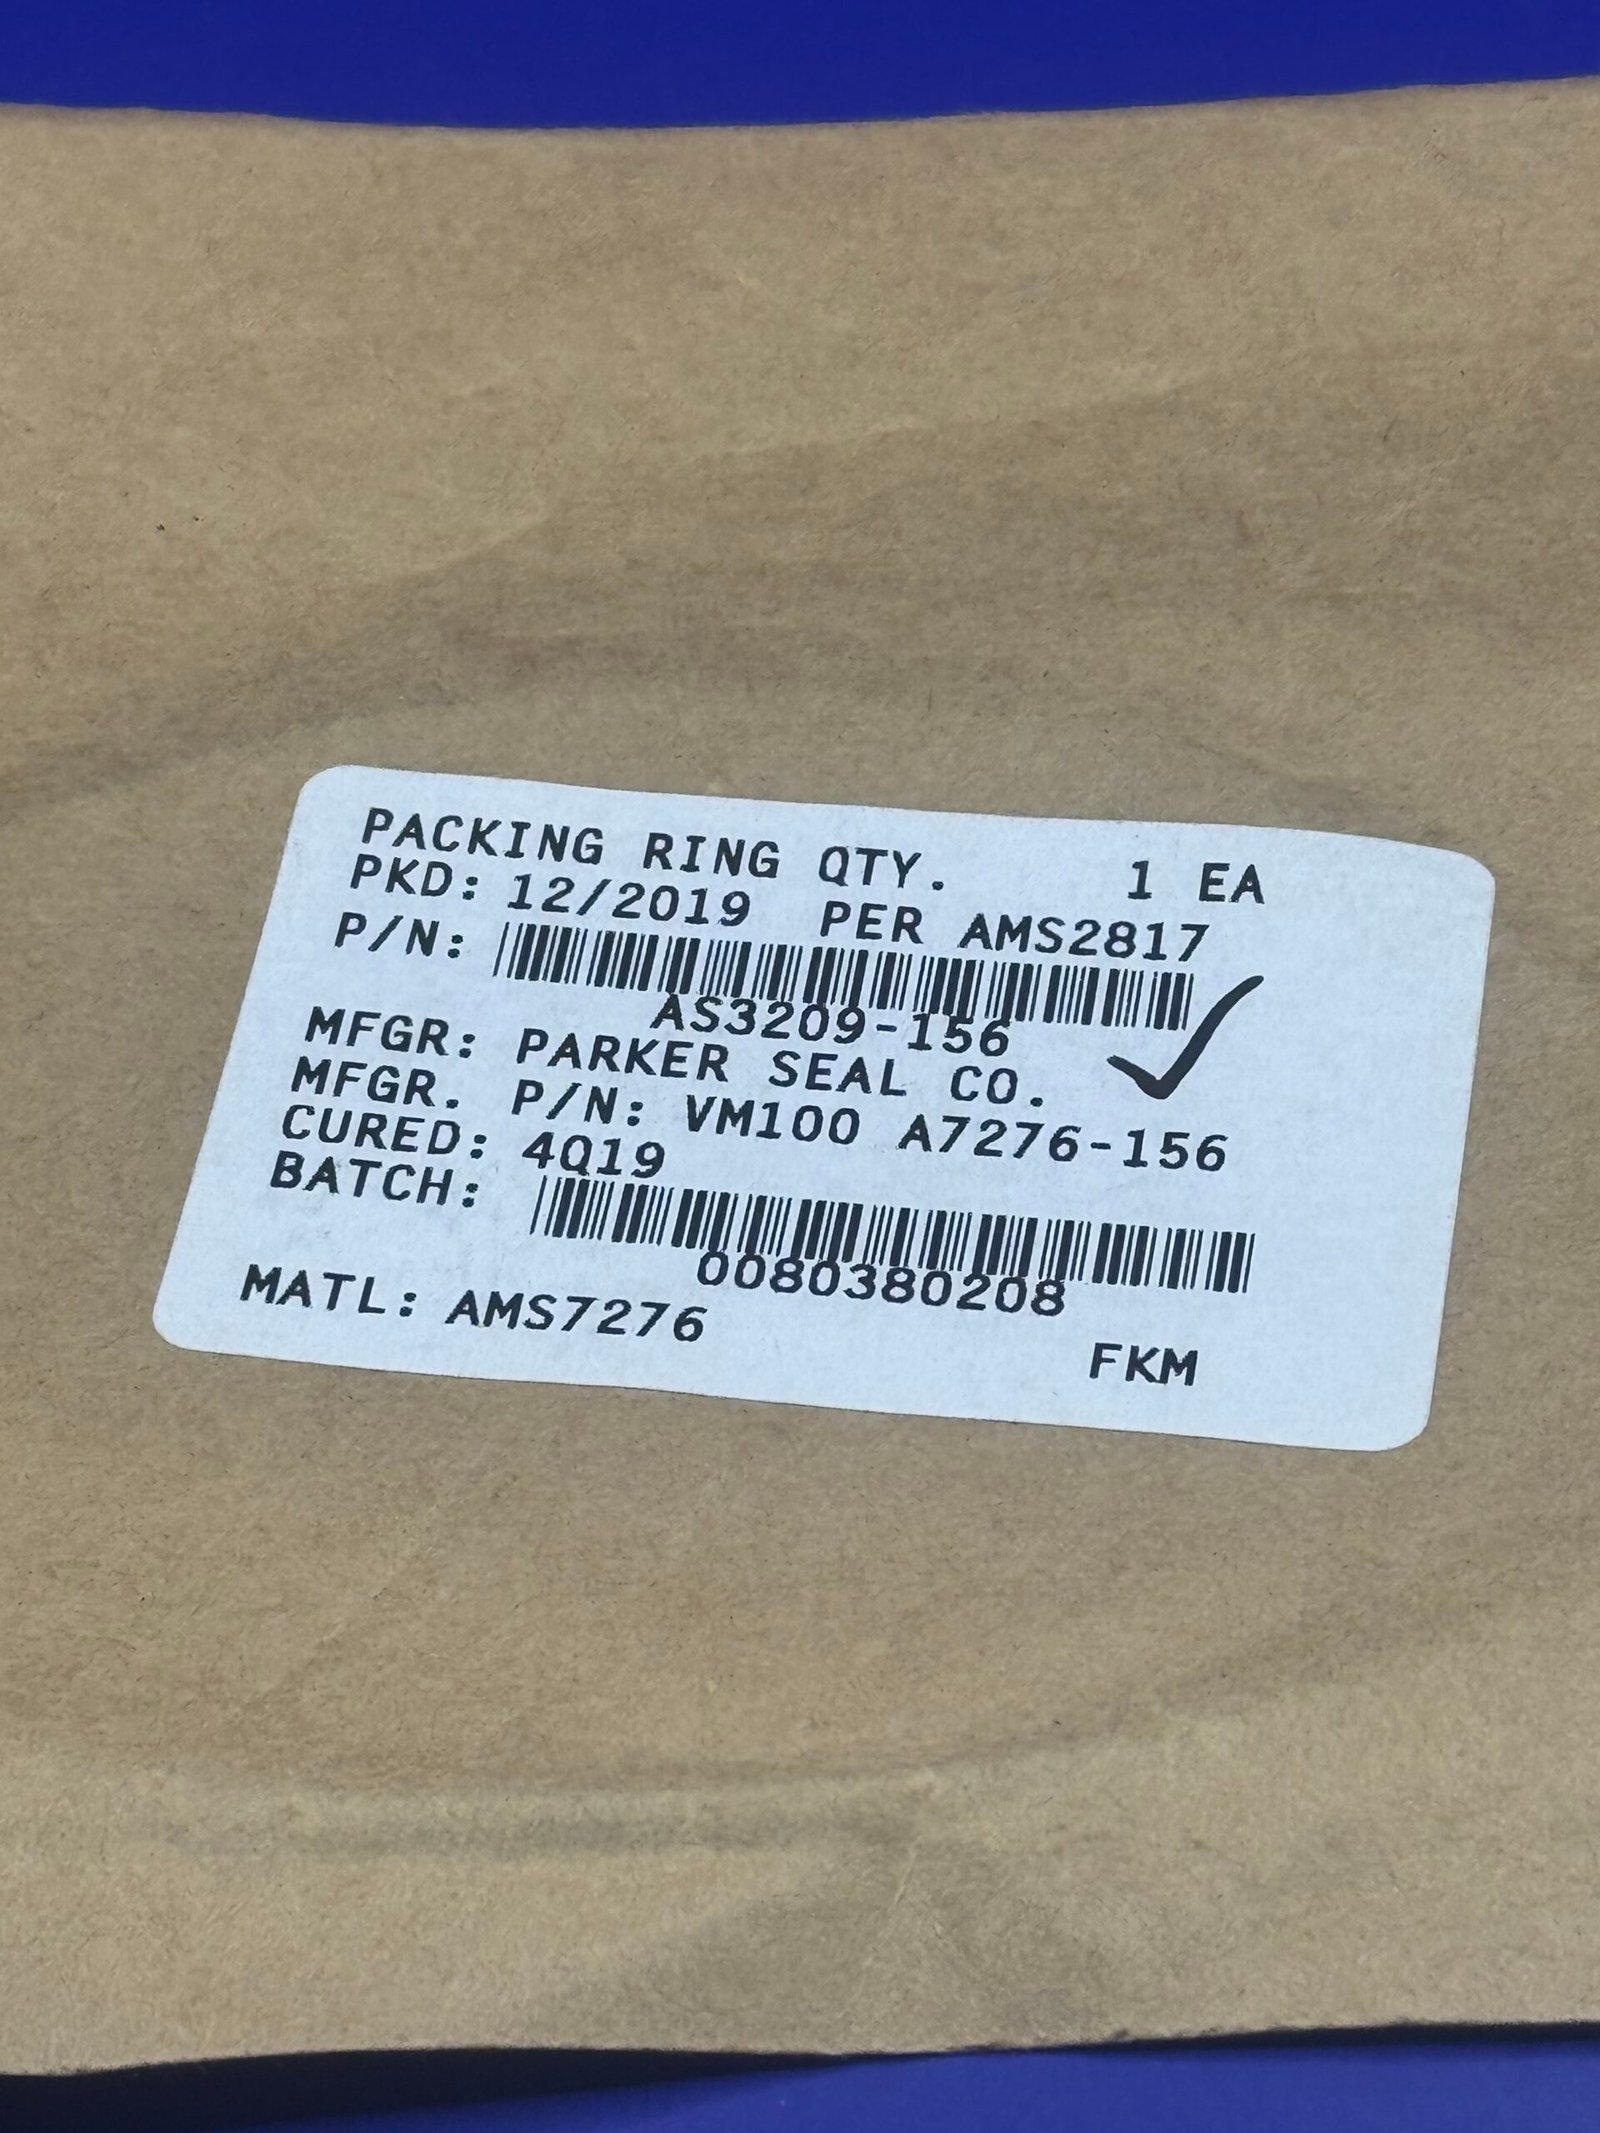 PACKING RING QTY. 1 EA
PKD: 12/2019 PER AMS2817
P/N:
AS3209-156
MFGR: PARKER SEAL CO.
MFGR. P/N: VM100 A7276-156
CURED: 4Q19
BATCH:
0080380208
MATL: AMS7276
FKM